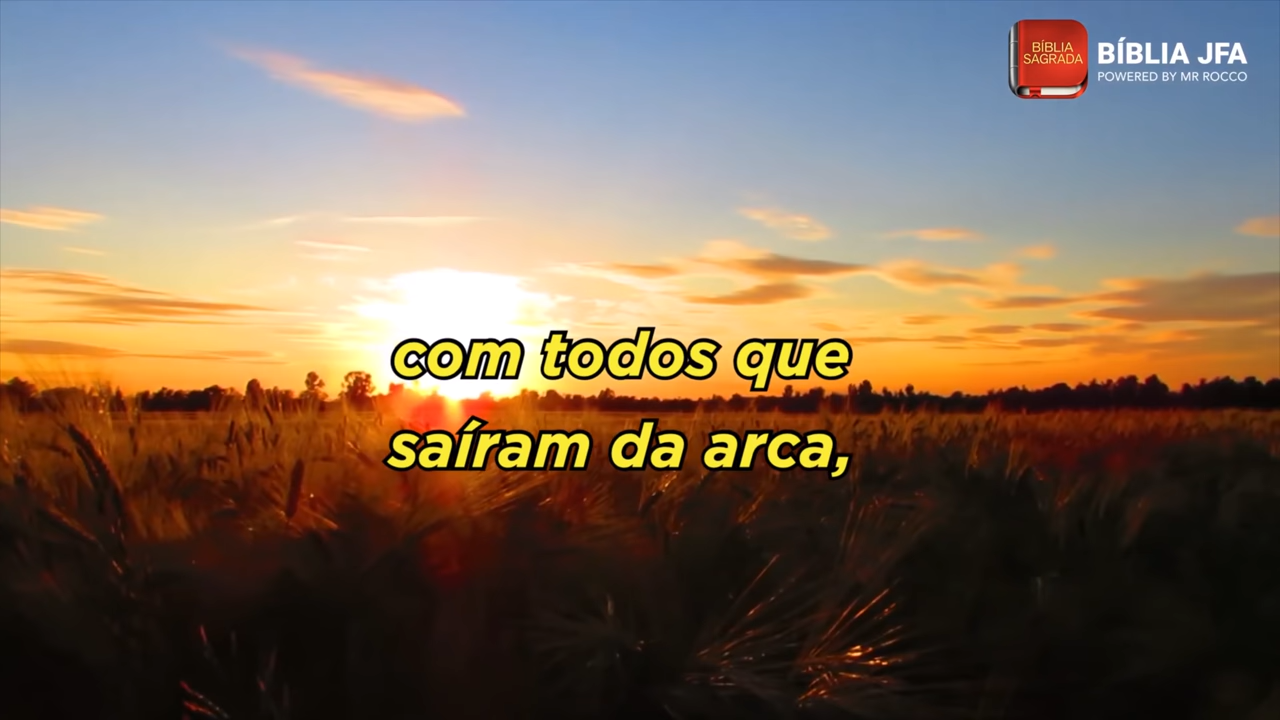 BÍBLIA
SAGRADA
BÍBLIA JFA
POWERED BY MR ROCCO
com todos que
saíram da arca,